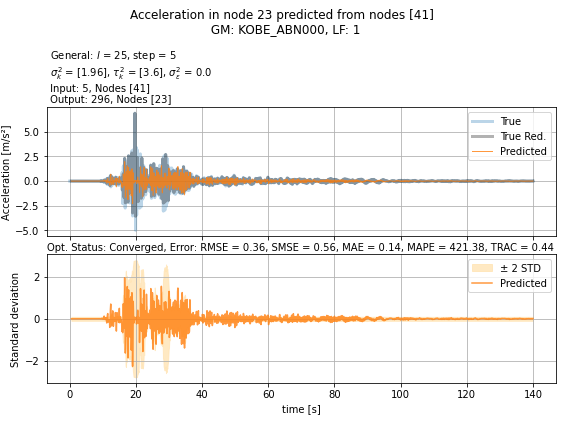 Acceleration in node 23 predicted from nodes [41]
GM: KOBE_ABN000, LF: 1
General: l = 25, step = 5
σ²ₖ = [1.96], τ²ₖ = [3.6], σ²ε = 0.0
Input: 5, Nodes [41]
Output: 296, Nodes [23]
Acceleration [m/s²]
5.0
2.5
0.0
−2.5
−5.0
True
True Red.
Predicted
Opt. Status: Converged, Error: RMSE = 0.36, SMSE = 0.56, MAE = 0.14, MAPE = 421.38, TRAC = 0.44
Standard deviation
2
0
−2
± 2 STD
Predicted
0 20 40 60 80 100 120 140
time [s]